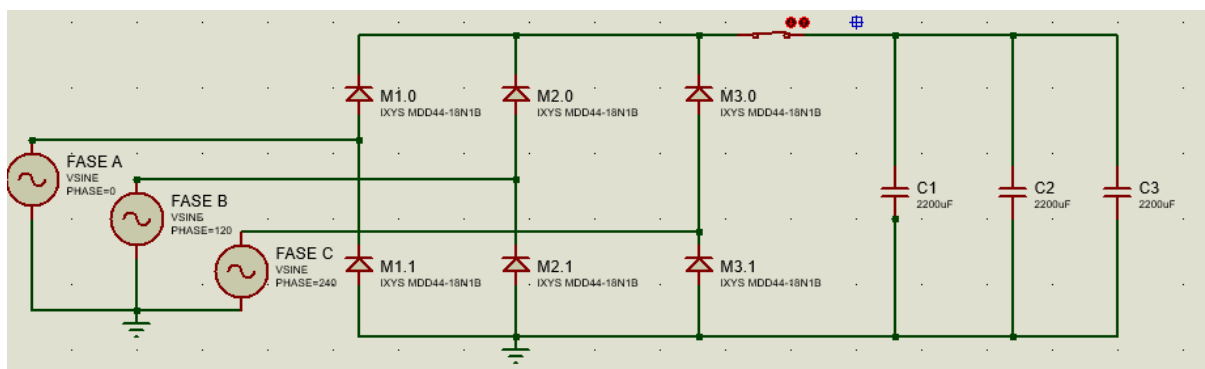 M1.0
IXYS MDD44-18N1B
M2.0
IXYS MDD44-18N1B
M3.0
IXYS MDD44-18N1B
FASE A
VSINE
PHASE=0
FASE B
VSINE
PHASE=120
FASE C
VSINE
PHASE=240
C1
2200uF
C2
2200uF
C3
2200uF
M1.1
IXYS MDD44-18N1B
M2.1
IXYS MDD44-18N1B
M3.1
IXYS MDD44-18N1B